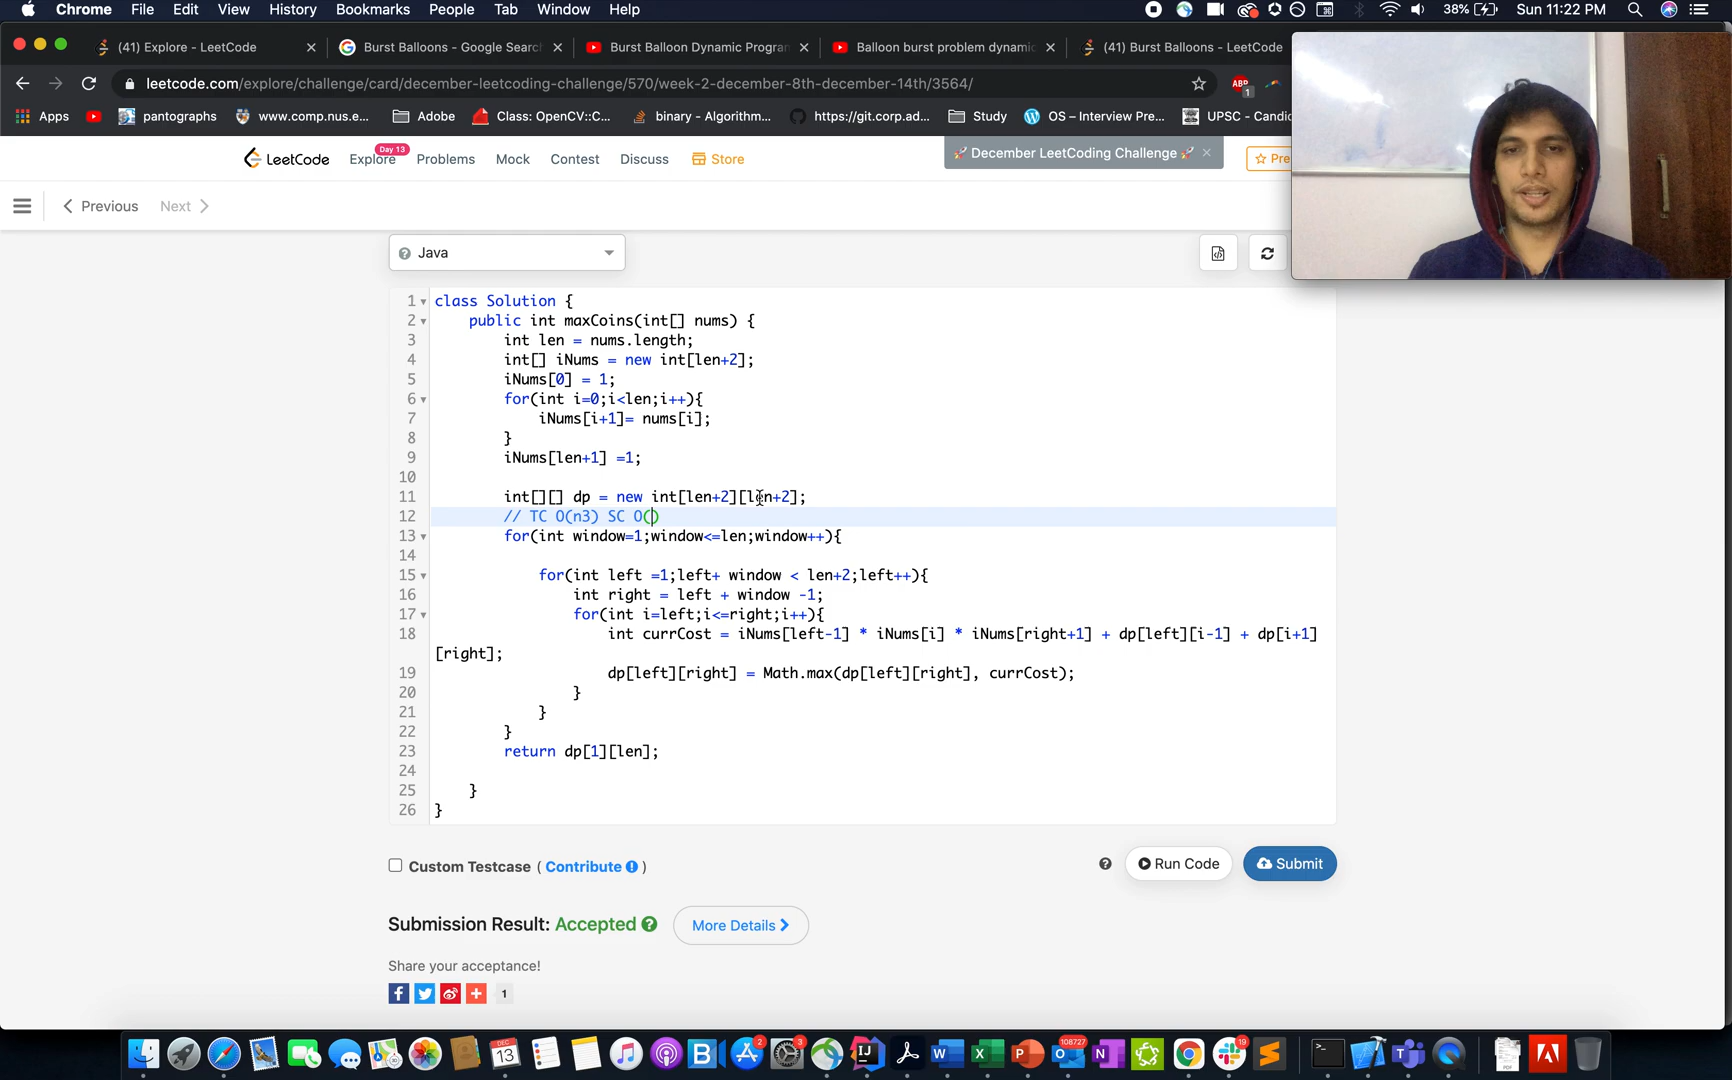 Chrome File Edit View History Bookmarks People Tab Window Help 38% Sun 11:22 PM
(41) Explore - LeetCode Burst Balloons - Google Search Burst Balloon Dynamic Progran Balloon burst problem dynamic (41) Burst Balloons - LeetCode
leetcode.com/explore/challenge/card/december-leetcoding-challenge/570/week-2-december-8th-december-14th/3564/ ABP 1
Apps pantographs www.comp.nus.e... Adobe Class: OpenCV::C... binary - Algorithm... https://git.corp.ad... Study OS – Interview Pre... UPSC - Candid
LeetCode Explore Day 13 Problems Mock Contest Discuss Store 🚀 December LeetCoding Challenge 🚀 × Pre
Previous Next
Java
1 class Solution {
2 public int maxCoins(int[] nums) {
3 int len = nums.length;
4 int[] iNums = new int[len+2];
5 iNums[0] = 1;
6 for(int i=0;i<len;i++){
7 iNums[i+1]= nums[i];
8 }
9 iNums[len+1] =1;
10
11 int[][] dp = new int[len+2][len+2];
12 // TC O(n3) SC O()
13 for(int window=1;window<=len;window++){
14
15 for(int left =1;left+ window < len+2;left++){
16 int right = left + window -1;
17 for(int i=left;i<=right;i++){
18 int currCost = iNums[left-1] * iNums[i] * iNums[right+1] + dp[left][i-1] + dp[i+1]
[right];
19 dp[left][right] = Math.max(dp[left][right], currCost);
20 }
21 }
22 }
23 return dp[1][len];
24
25 }
26 }
Custom Testcase ( Contribute ) Run Code Submit
Submission Result: Accepted More Details
Share your acceptance!
1
DEC 13 2 3 108727 19